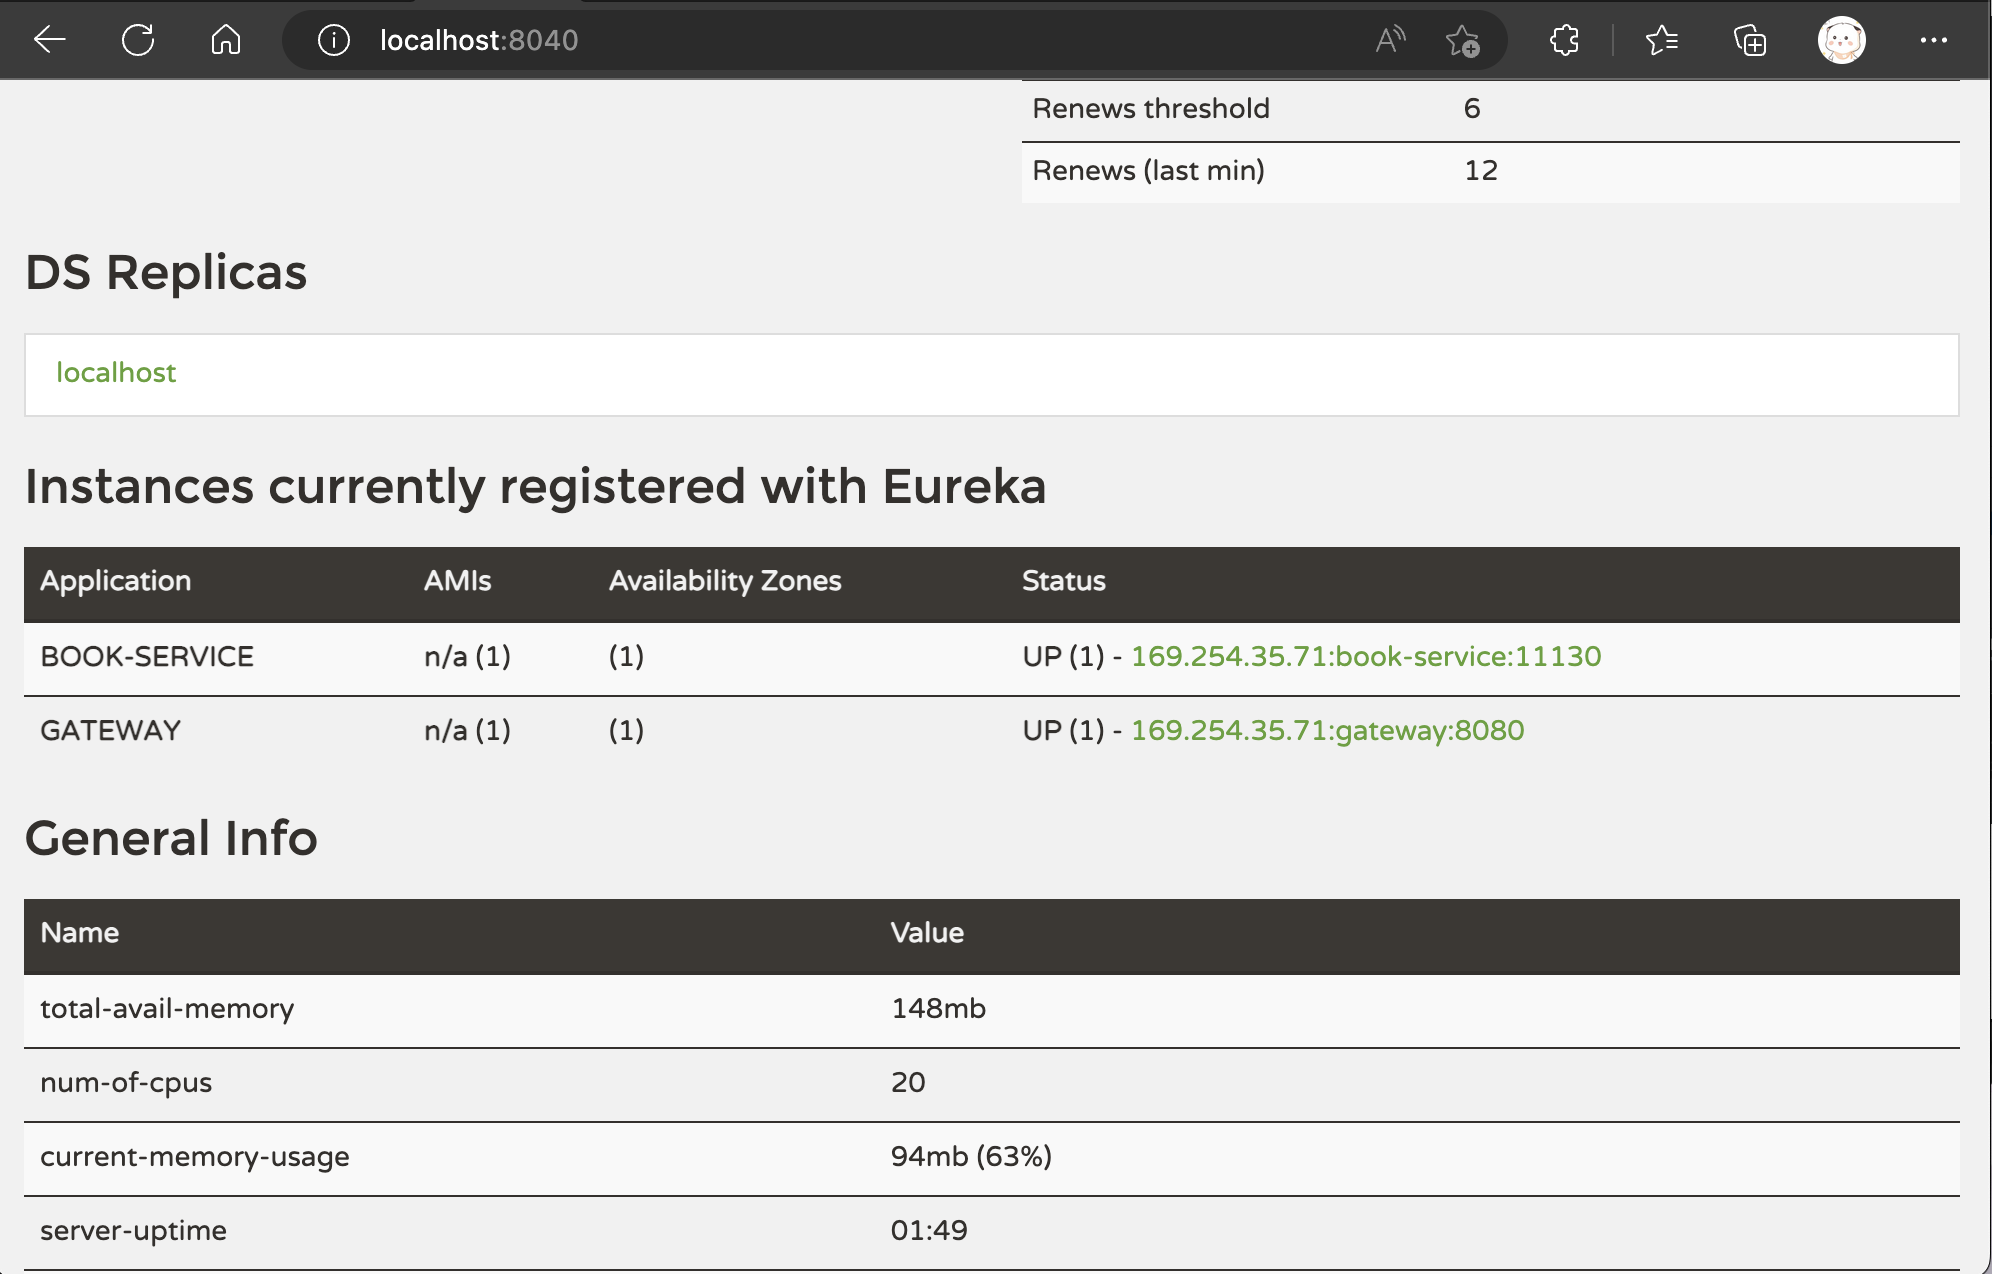 localhost:8040
Renews threshold 6
Renews (last min) 12
DS Replicas
localhost
Instances currently registered with Eureka
Application AMIs Availability Zones Status
BOOK-SERVICE n/a (1) (1) UP (1) - 169.254.35.71:book-service:11130
GATEWAY n/a (1) (1) UP (1) - 169.254.35.71:gateway:8080
General Info
Name Value
total-avail-memory 148mb
num-of-cpus 20
current-memory-usage 94mb (63%)
server-uptime 01:49